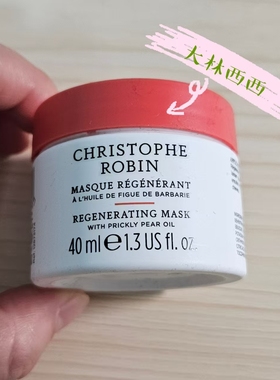 大林西西
CHRISTOPHE
ROBIN
MASQUE RÉGÉNÉRANT
À L'HUILE DE FIGUE DE BARBARIE
REGENERATING MASK
WITH PRICKLY PEAR OIL
40 ml e 1.3 US fl. oz.